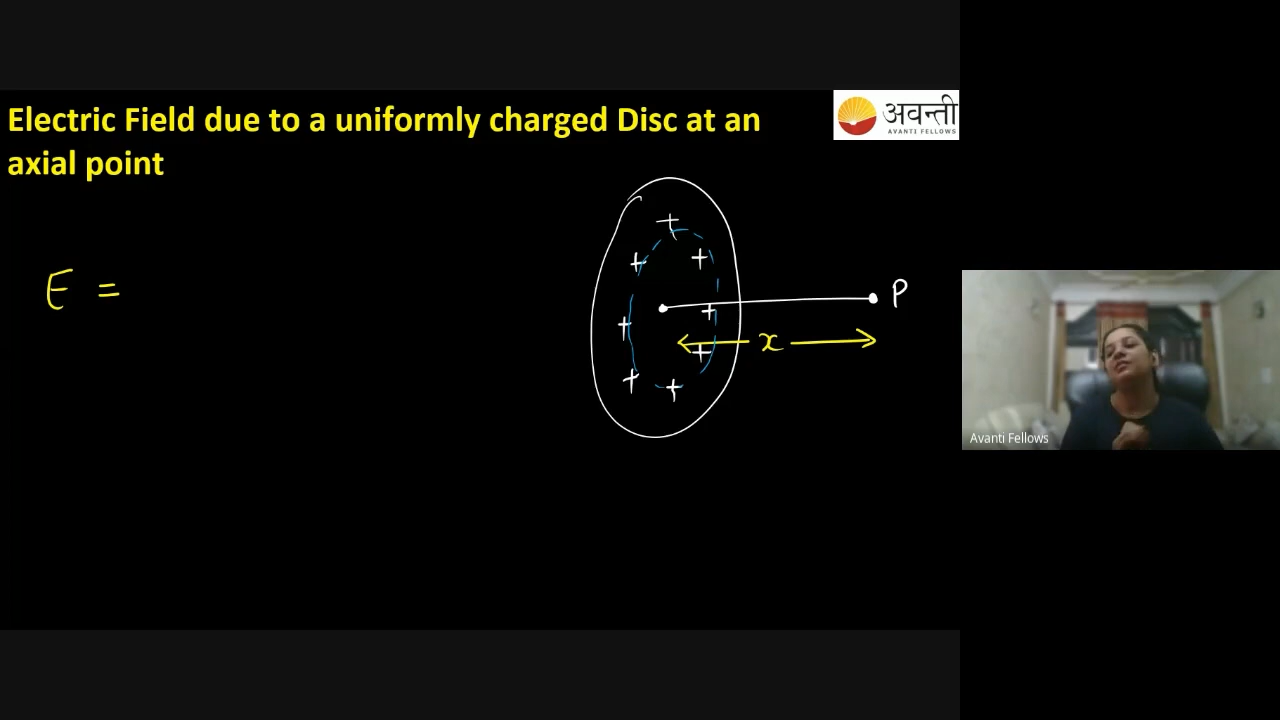 Electric Field due to a uniformly charged Disc at an
axial point
अवन्ती
AVANTI FELLOWS
E =
P
x
Avanti Fellows